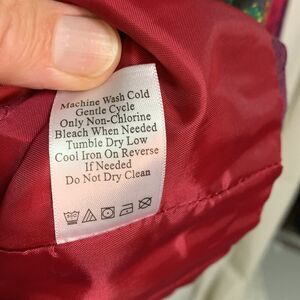 Machine Wash Cold
Gentle Cycle
Only Non-Chlorine
Bleach When Needed
Tumble Dry Low
Cool Iron On Reverse
If Needed
Do Not Dry Clean